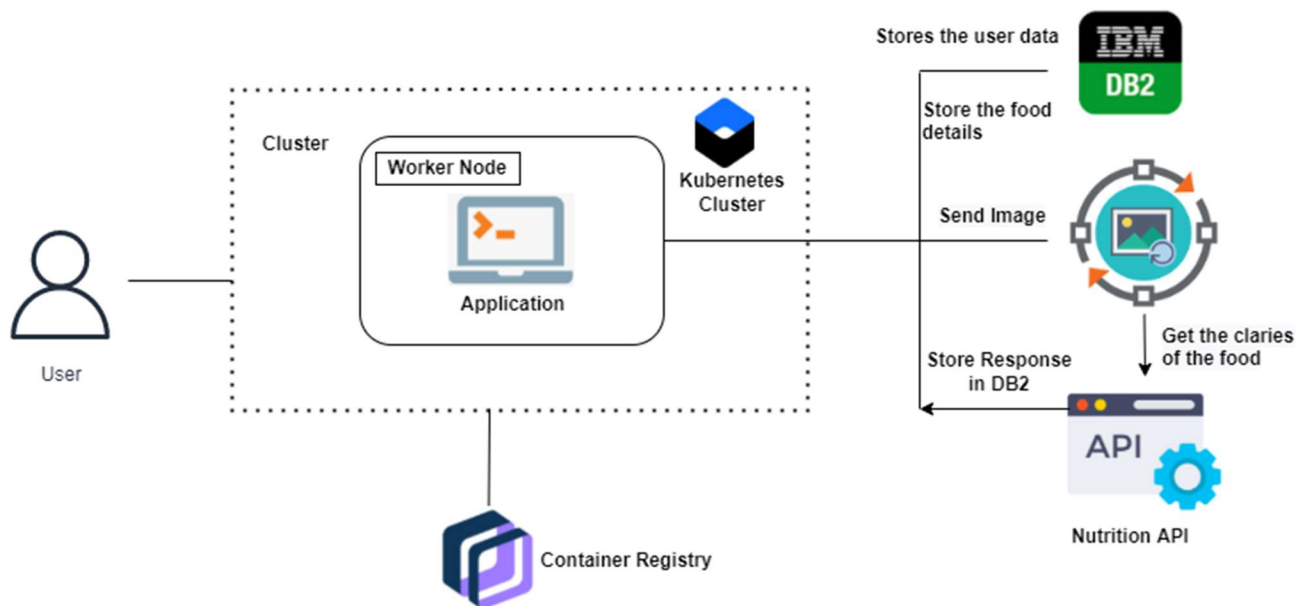 Stores the user data
IBM
DB2
Store the food
details
Cluster
Worker Node
Kubernetes
Cluster
Send Image
Application
User
Get the claries
of the food
Store Response
in DB2
API
Nutrition API
Container Registry